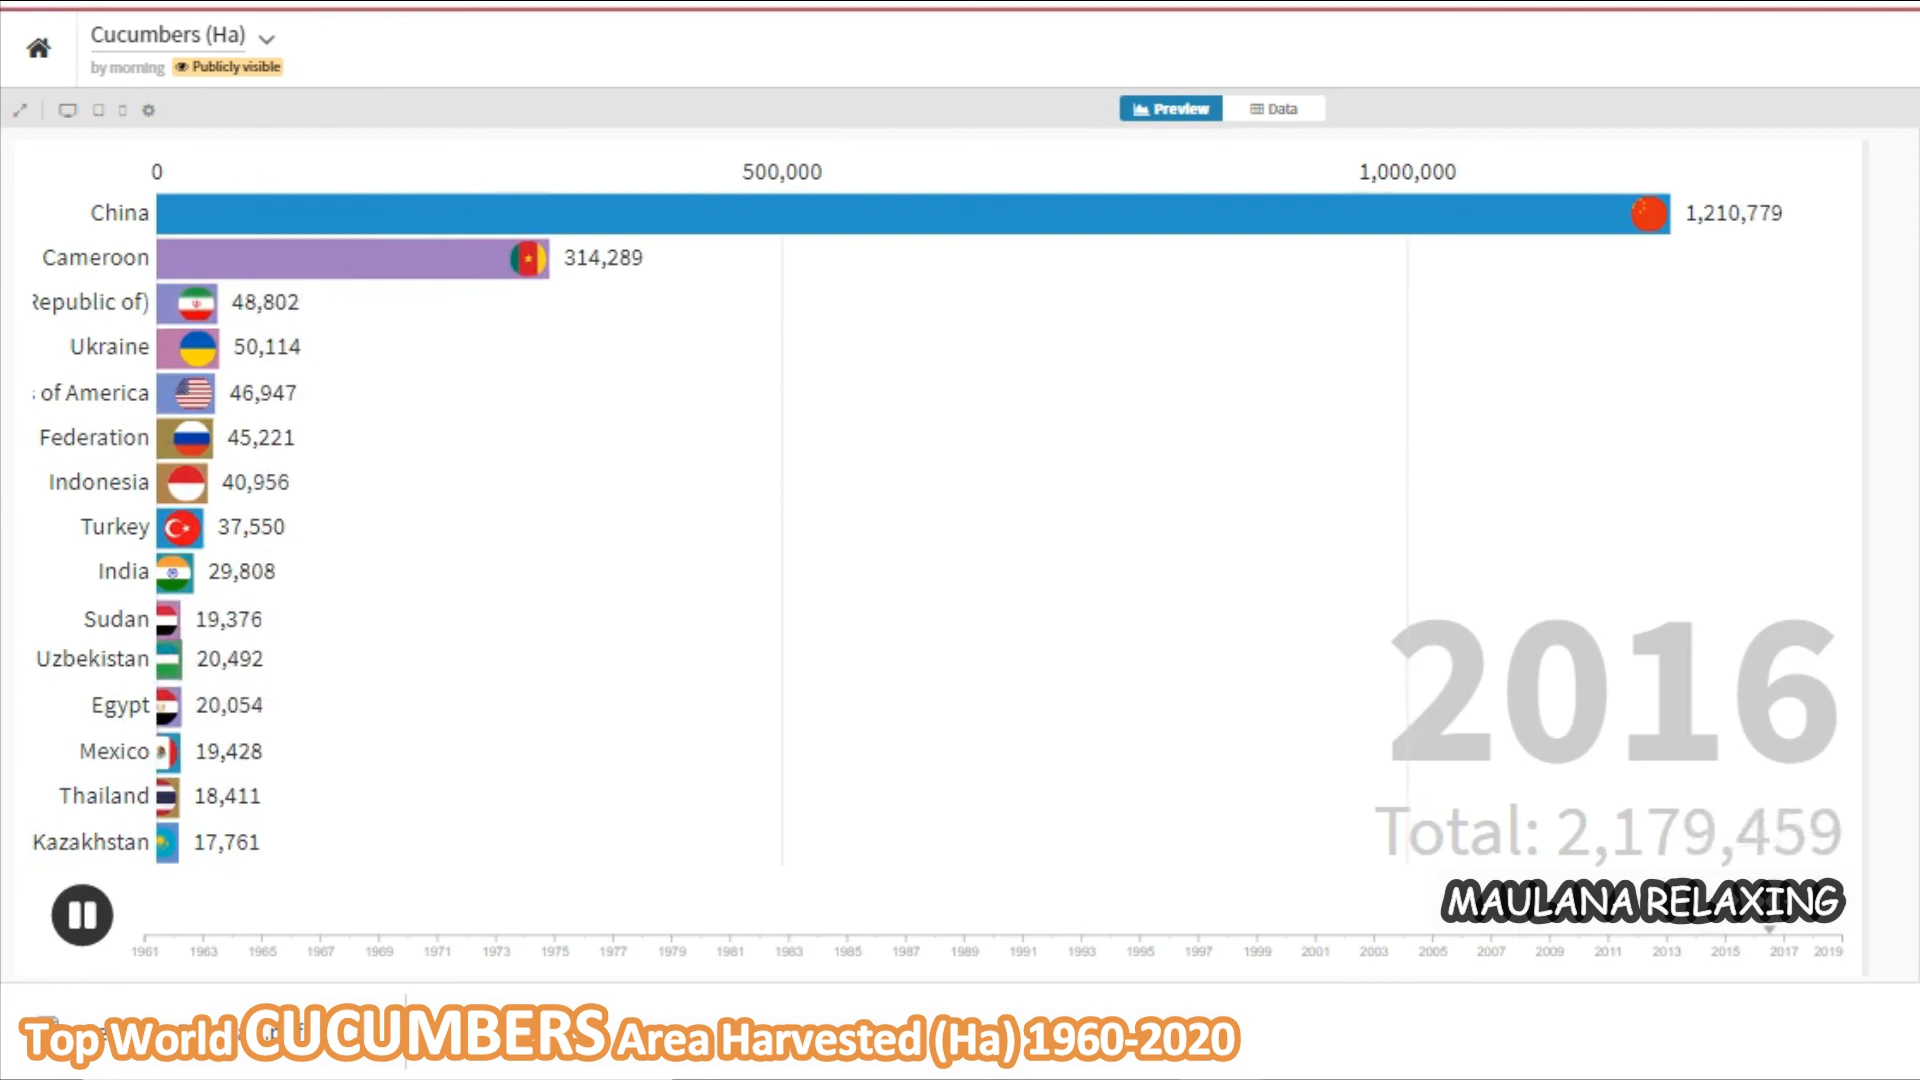 Cucumbers (Ha)
by morning Publicly visible
Preview Data
0 500,000 1,000,000
China 1,210,779
Cameroon 314,289
Republic of) 48,802
Ukraine 50,114
of America 46,947
Federation 45,221
Indonesia 40,956
Turkey 37,550
India 29,808
Sudan 19,376
Uzbekistan 20,492
Egypt 20,054
Mexico 19,428
Thailand 18,411
Kazakhstan 17,761
2016
Total: 2,179,459
MAULANA RELAXING
1961 1963 1965 1967 1969 1971 1973 1975 1977 1979 1981 1983 1985 1987 1989 1991 1993 1995 1997 1999 2001 2003 2005 2007 2009 2011 2013 2015 2017 2019
Top World CUCUMBERS Area Harvested (Ha) 1960-2020